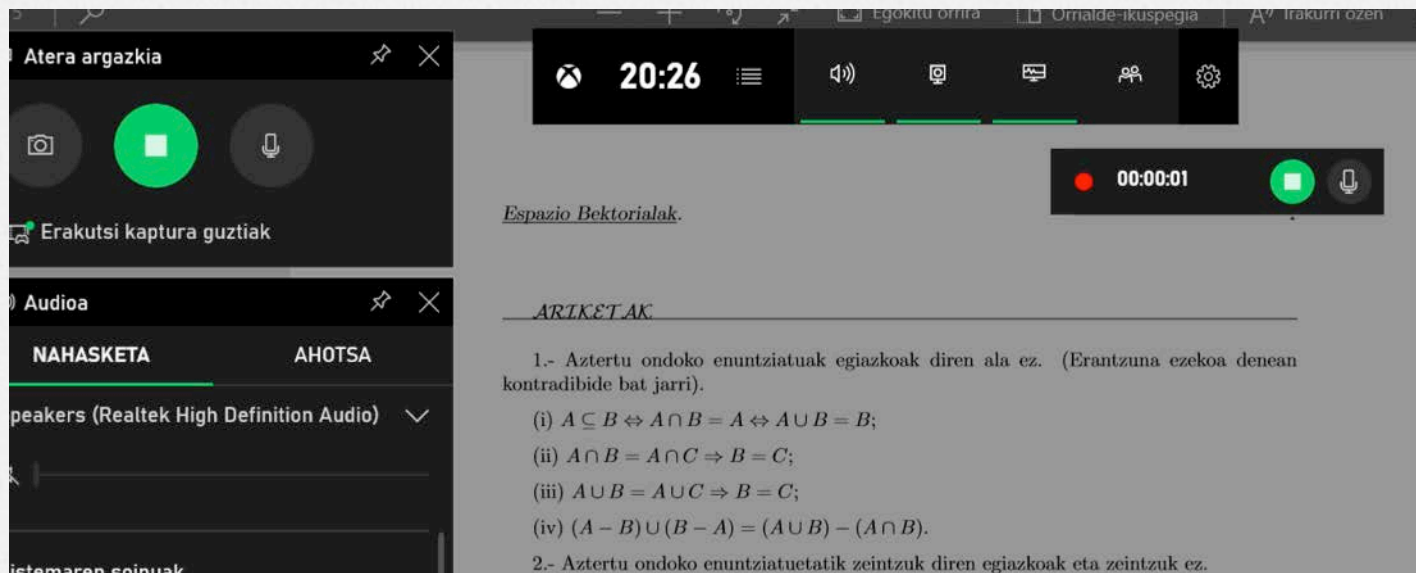 Egokitu orrira
Orrialde-ikuspegia
Irakurri ozen
Atera argazkia
20:26
00:00:01
Erakutsi kaptura guztiak
Audioa
NAHASKETA
AHOTSA
(Realtek High Definition Audio)
soinuak
Espazio Bektorialak.
ARIKETAK
1.- Aztertu ondoko enuntziatuak egiazkoak diren ala ez. (Erantzuna ezekoa denean
kontradibide bat jarri).
(i) A ⊆ B ⇔ A ∩ B = A ⇔ A ∪ B = B;
(ii) A ∩ B = A ∩ C ⇒ B = C;
(iii) A ∪ B = A ∪ C ⇒ B = C;
(iv) (A − B) ∪ (B − A) = (A ∪ B) − (A ∩ B).
2.- Aztertu ondoko enuntziatuetatik zeintzuk diren egiazkoak eta zeintzuk ez.